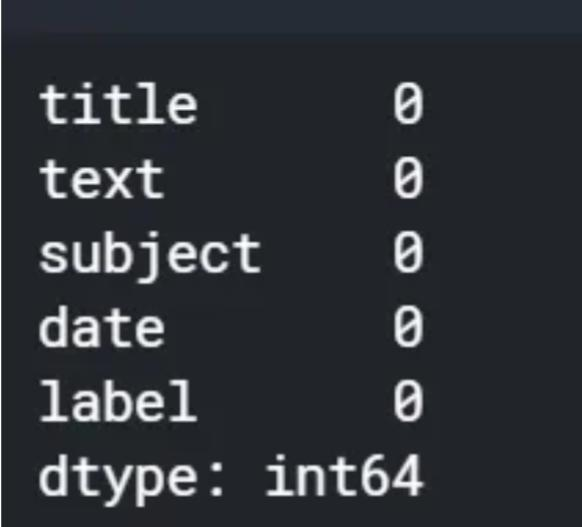 title 0
text 0
subject 0
date 0
label 0
dtype: int64